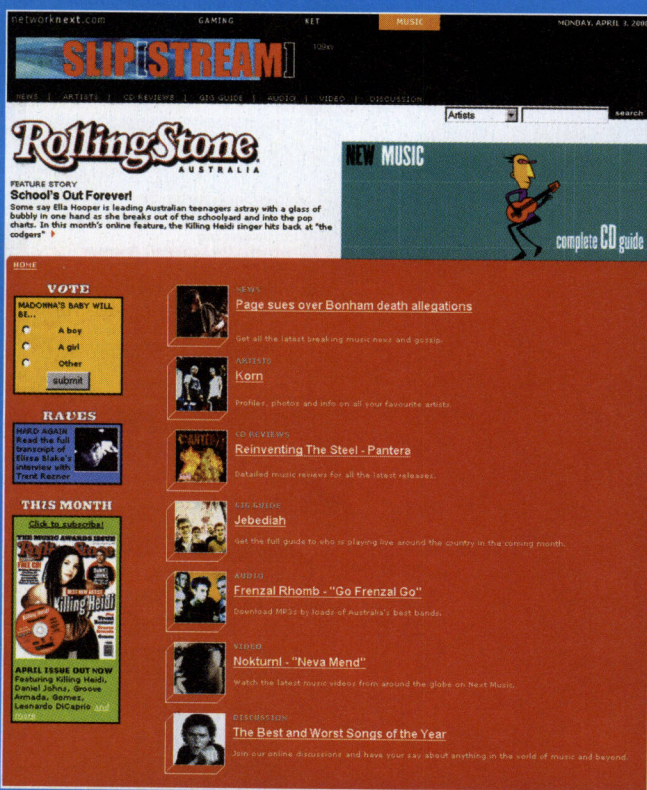 networknext.com GAMING NET MUSIC MONDAY, APRIL 3, 2000
SLIP[STREAM]
NEWS | ARTISTS | CD REVIEWS | GIG GUIDE | AUDIO | VIDEO | DISCUSSION
Artists search
RollingStone
AUSTRALIA
NEW MUSIC
complete CD guide
FEATURE STORY
School's Out Forever!
Some say Ella Hooper is leading Australian teenagers astray with a glass of
bubbly in one hand as she breaks out of the schoolyard and into the pop
charts. In this month's online feature, the Killing Heidi singer hits back at "the
codgers"
HOME
VOTE
MADONNA'S BABY WILL
BE...
A boy
A girl
Other
submit
RAVES
HARD AGAIN
Read the full
transcript of
Elissa Blake's
interview with
Trent Reznor
THIS MONTH
Click to subscribe!
THE MUSIC AWARDS ISSUE
RollingStone
FREE CD!
BEST NEW ARTIST
Killing Heidi
APRIL ISSUE OUT NOW
Featuring Killing Heidi,
Daniel Johns, Groove
Armada, Gomez,
Leonardo DiCaprio and
more
NEWS
Page sues over Bonham death allegations
Get all the latest breaking music news and gossip.
ARTISTS
Korn
Profiles, photos and info on all your favourite artists.
CD REVIEWS
Reinventing The Steel - Pantera
Detailed music reviews for all the latest releases.
GIG GUIDE
Jebediah
Get the full guide to who is playing live around the country in the coming month.
AUDIO
Frenzal Rhomb - "Go Frenzal Go"
Download MP3s by loads of Australia's best bands.
VIDEO
Nokturnl - "Neva Mend"
Watch the latest music videos from around the globe on Next Music.
DISCUSSION
The Best and Worst Songs of the Year
Join our online discussions and have your say about anything in the world of music and beyond.